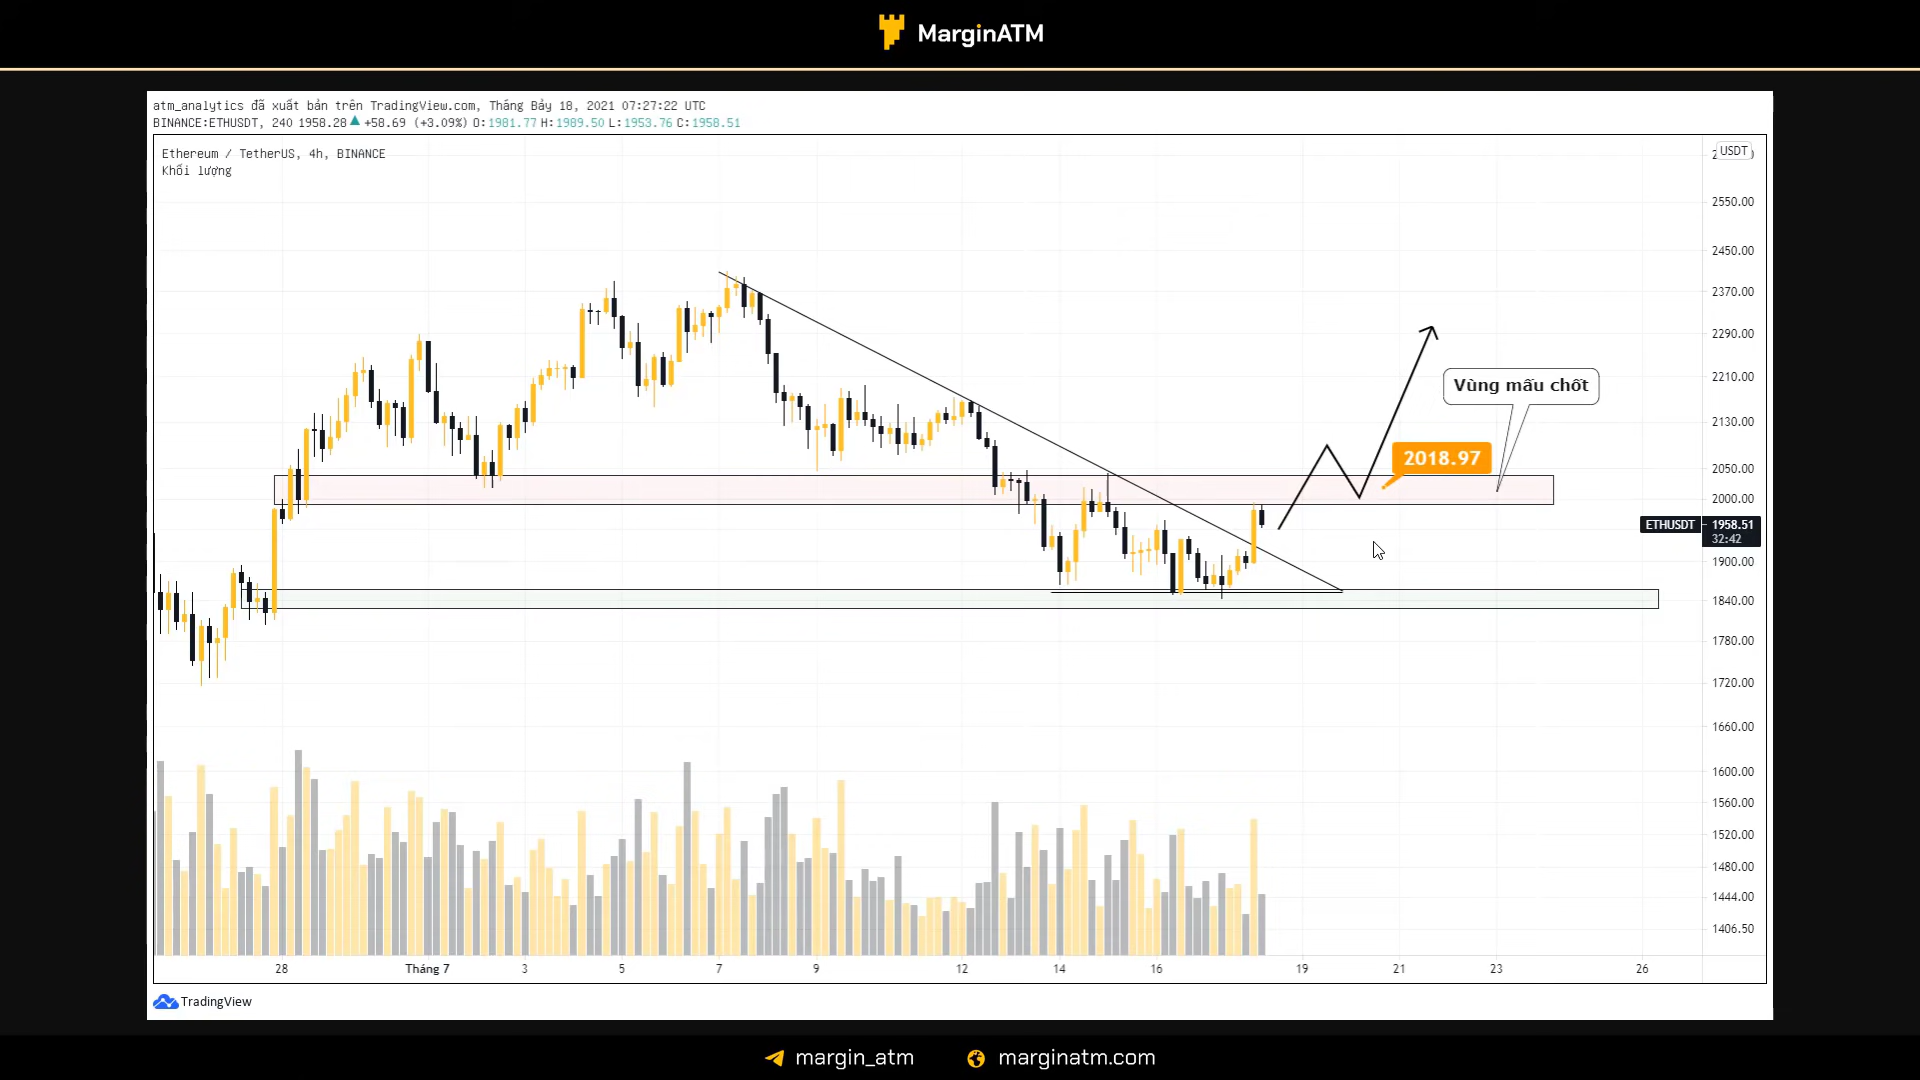 MarginATM
atm_analytics đã xuất bản trên TradingView.com, Tháng Bảy 18, 2021 07:27:22 UTC
BINANCE:ETHUSDT, 240 1958.28 ▲ +58.69 (+3.09%) O:1981.77 H:1989.50 L:1953.76 C:1958.51
Ethereum / TetherUS, 4h, BINANCE
Khối lượng
USDT
2550.00
2450.00
2370.00
2290.00
2210.00
Vùng mấu chốt
2130.00
2018.97
2050.00
2000.00
ETHUSDT 1958.51
32:42
1900.00
1840.00
1780.00
1720.00
1660.00
1600.00
1560.00
1520.00
1480.00
1444.00
1406.50
28 Tháng 7 3 5 7 9 12 14 16 19 21 23 26
TradingView
margin_atm marginatm.com